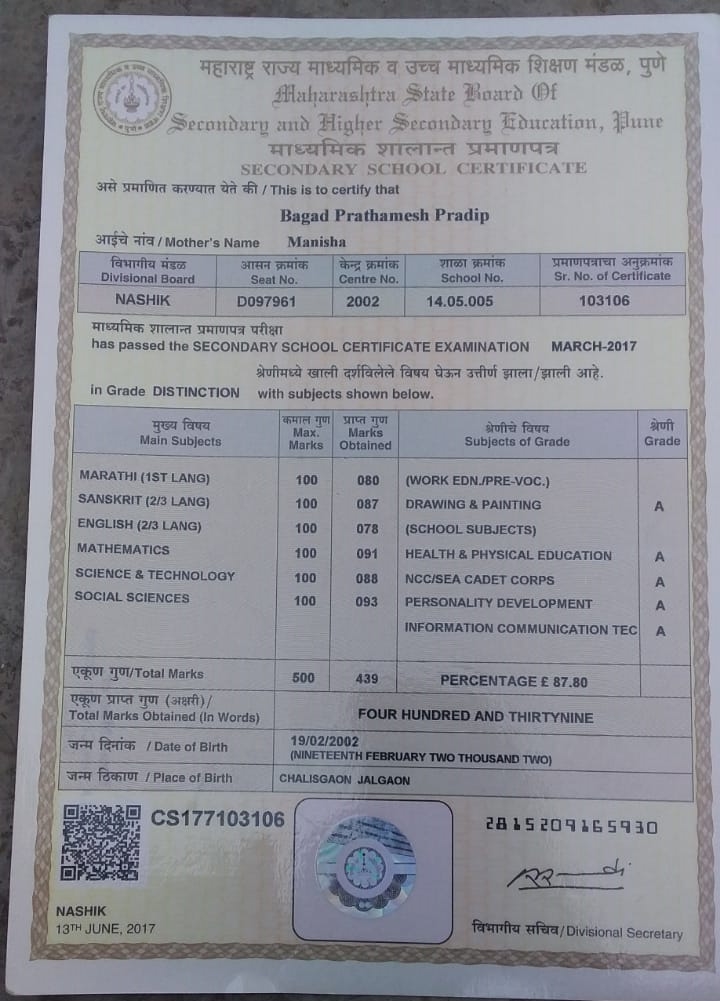 महाराष्ट्र राज्य माध्यमिक व उच्च माध्यमिक शिक्षण मंडळ, पुणे
Maharashtra State Board Of
Secondary and Higher Secondary Education, Pune
माध्यमिक शालान्त प्रमाणपत्र
SECONDARY SCHOOL CERTIFICATE
असे प्रमाणित करण्यात येते की / This is to certify that
Bagad Prathamesh Pradip
आईचे नांव / Mother's Name Manisha
विभागीय मंडळ आसन क्रमांक केन्द्र क्रमांक शाळा क्रमांक प्रमाणपत्राचा अनुक्रमांक
Divisional Board Seat No. Centre No. School No. Sr. No. of Certificate
NASHIK D097961 2002 14.05.005 103106
माध्यमिक शालान्त प्रमाणपत्र परीक्षा
has passed the SECONDARY SCHOOL CERTIFICATE EXAMINATION MARCH-2017
श्रेणीमध्ये खाली दर्शविलेले विषय घेऊन उत्तीर्ण झाला/झाली आहे.
in Grade DISTINCTION with subjects shown below.
मुख्य विषय कमाल गुण प्राप्त गुण श्रेणीचे विषय श्रेणी
Main Subjects Max. Marks Marks Obtained Subjects of Grade Grade
MARATHI (1ST LANG) 100 080 (WORK EDN./PRE-VOC.)
SANSKRIT (2/3 LANG) 100 087 DRAWING & PAINTING A
ENGLISH (2/3 LANG) 100 078 (SCHOOL SUBJECTS)
MATHEMATICS 100 091 HEALTH & PHYSICAL EDUCATION A
SCIENCE & TECHNOLOGY 100 088 NCC/SEA CADET CORPS A
SOCIAL SCIENCES 100 093 PERSONALITY DEVELOPMENT A
INFORMATION COMMUNICATION TEC A
एकूण गुण/Total Marks 500 439 PERCENTAGE £ 87.80
एकूण प्राप्त गुण (अक्षरी)/
Total Marks Obtained (In Words) FOUR HUNDRED AND THIRTYNINE
जन्म दिनांक / Date of Birth 19/02/2002
(NINETEENTH FEBRUARY TWO THOUSAND TWO)
जन्म ठिकाण / Place of Birth CHALISGAON JALGAON
CS177103106
2815209165930
NASHIK
13TH JUNE, 2017
विभागीय सचिव/Divisional Secretary